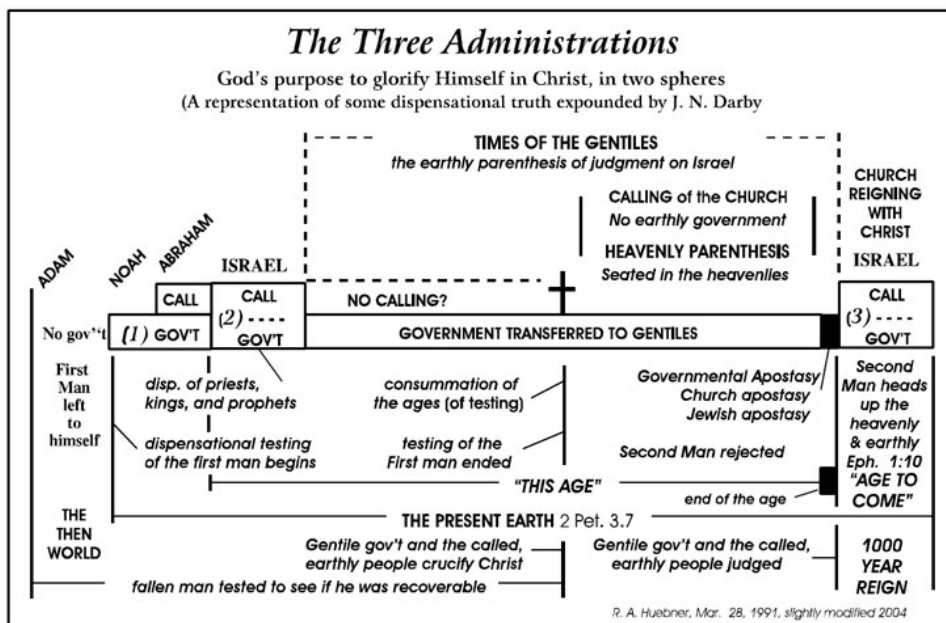 The Three Administrations
God's purpose to glorify Himself in Christ, in two spheres
(A representation of some dispensational truth expounded by J. N. Darby
TIMES OF THE GENTILES
the earthly parenthesis of judgment on Israel
CALLING of the CHURCH
No earthly government
HEAVENLY PARENTHESIS
Seated in the heavenlies
CHURCH
REIGNING
WITH
CHRIST
ADAM
NOAH
ABRAHAM
ISRAEL
ISRAEL
CALL
CALL
(2) -----
GOV'T
NO CALLING?
CALL
(3) -----
GOV'T
No gov''t
(1) GOV'T
GOVERNMENT TRANSFERRED TO GENTILES
First
Man
left
to
himself
disp. of priests,
kings, and prophets
dispensational testing
of the first man begins
consummation of
the ages (of testing)
testing of the
First man ended
Governmental Apostasy
Church apostasy
Jewish apostasy
Second Man rejected
Second
Man heads
up the
heavenly
& earthly
Eph. 1:10
"AGE TO
COME"
"THIS AGE"
end of the age
THE
THEN
WORLD
THE PRESENT EARTH 2 Pet. 3.7
Gentile gov't and the called,
earthly people crucify Christ
Gentile gov't and the called,
earthly people judged
1000
YEAR
REIGN
fallen man tested to see if he was recoverable
R. A. Huebner, Mar. 28, 1991, slightly modified 2004